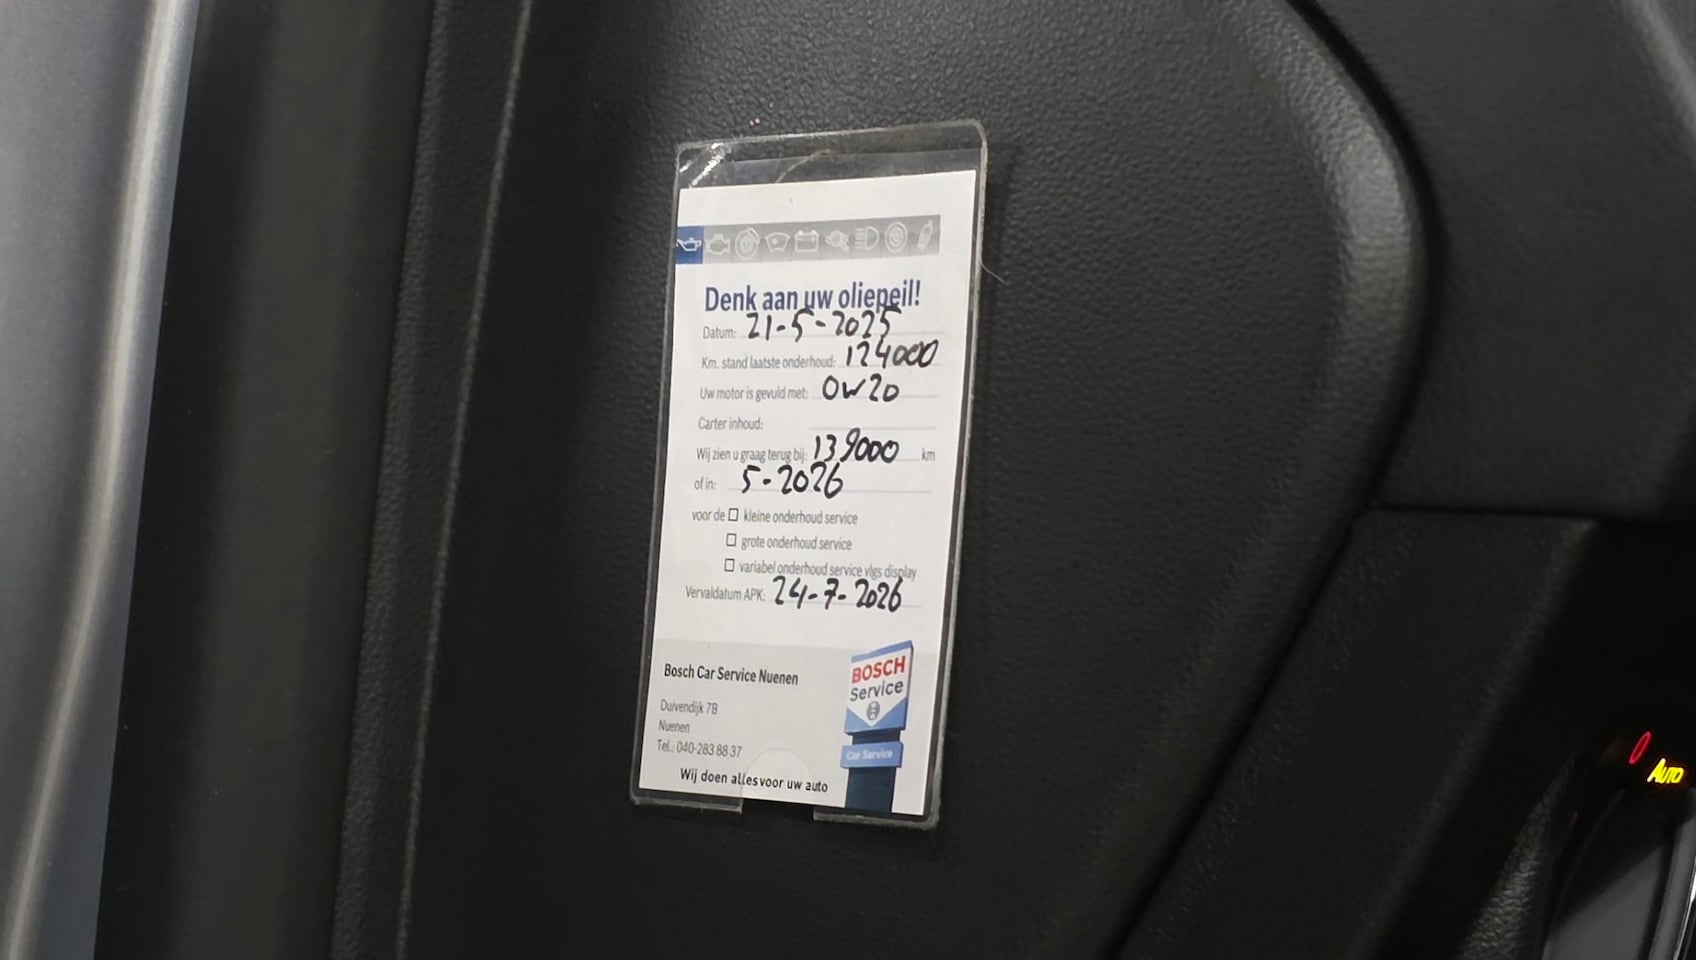 Denk aan uw oliepeil!
Datum: 21-5-2025
Km. stand laatste onderhoud: 124000
Uw motor is gevuld met: 0W20
Carter inhoud:
Wij zien u graag terug bij: 139000 km
of in: 5-2026
voor de □ kleine onderhoud service
□ grote onderhoud service
□ variabel onderhoud service vlgs display
Vervaldatum APK: 24-7-2026
Bosch Car Service Nuenen
Duivendijk 7B
Nuenen
Tel.: 040-283 88 37
Wij doen alles voor uw auto
BOSCH
Service
Car Service
AUTO